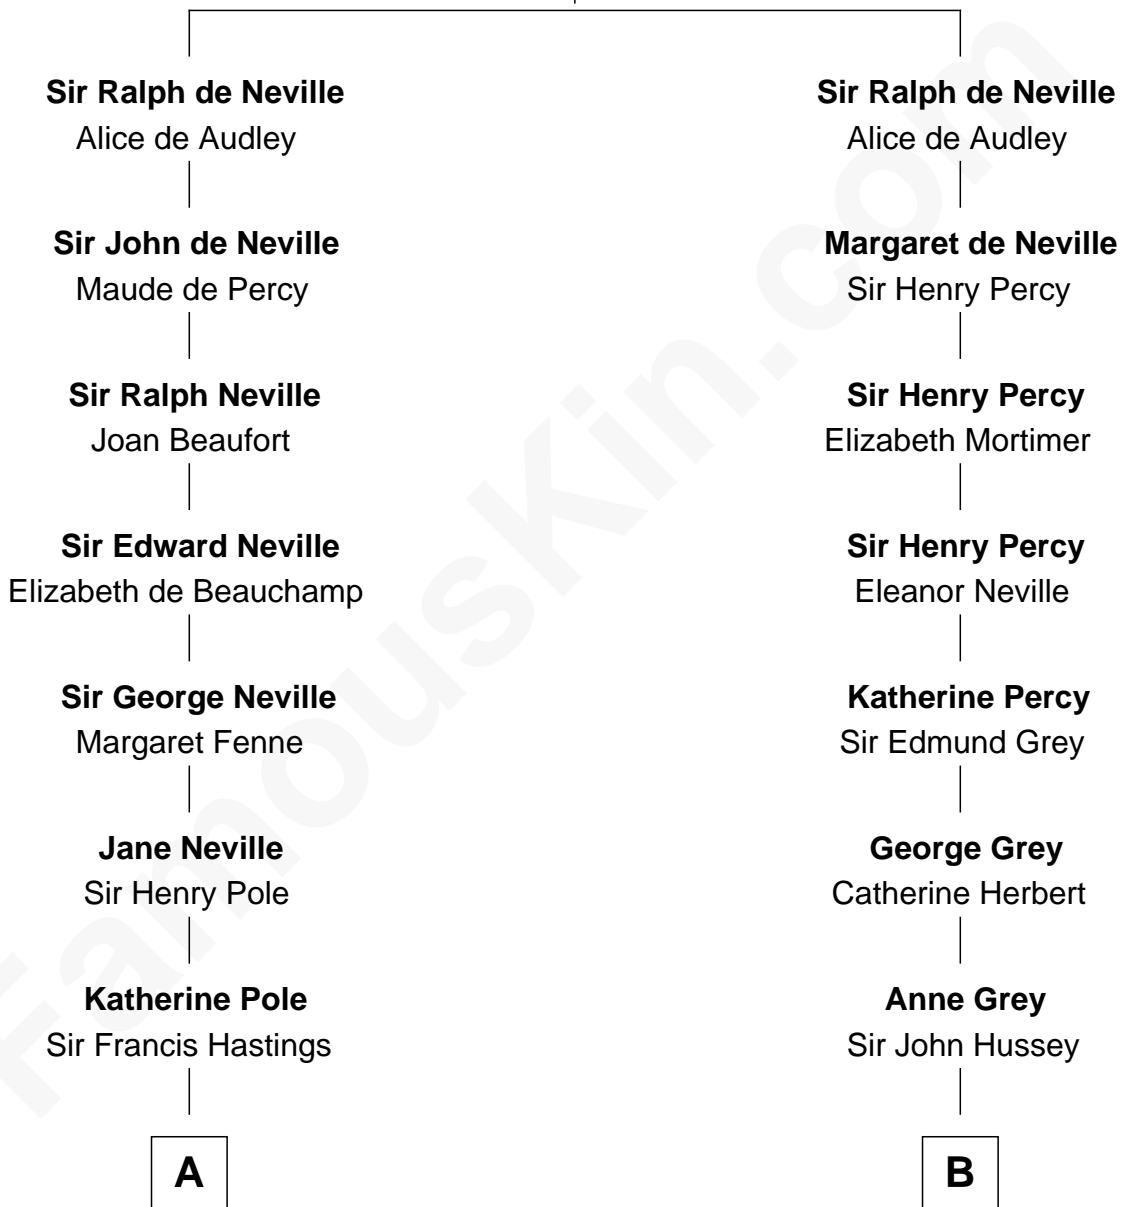 Sir Ralph de Neville
Alice de Audley
Sir John de Neville
Maude de Percy
Sir Ralph Neville
Joan Beaufort
Sir Edward Neville
Elizabeth de Beauchamp
Sir George Neville
Margaret Fenne
Jane Neville
Sir Henry Pole
Katherine Pole
Sir Francis Hastings
A
Sir Ralph de Neville
Alice de Audley
Margaret de Neville
Sir Henry Percy
Sir Henry Percy
Elizabeth Mortimer
Sir Henry Percy
Eleanor Neville
Katherine Percy
Sir Edmund Grey
George Grey
Catherine Herbert
Anne Grey
Sir John Hussey
B
FamousKin.com